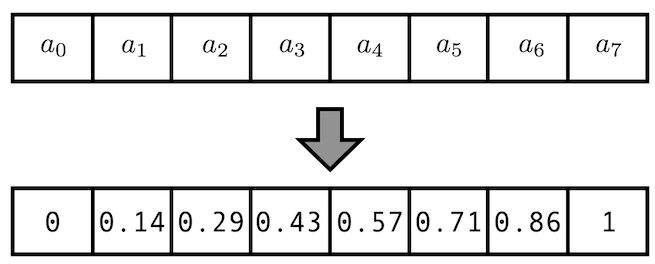 a₀ a₁ a₂ a₃ a₄ a₅ a₆ a₇
0 0.14 0.29 0.43 0.57 0.71 0.86 1